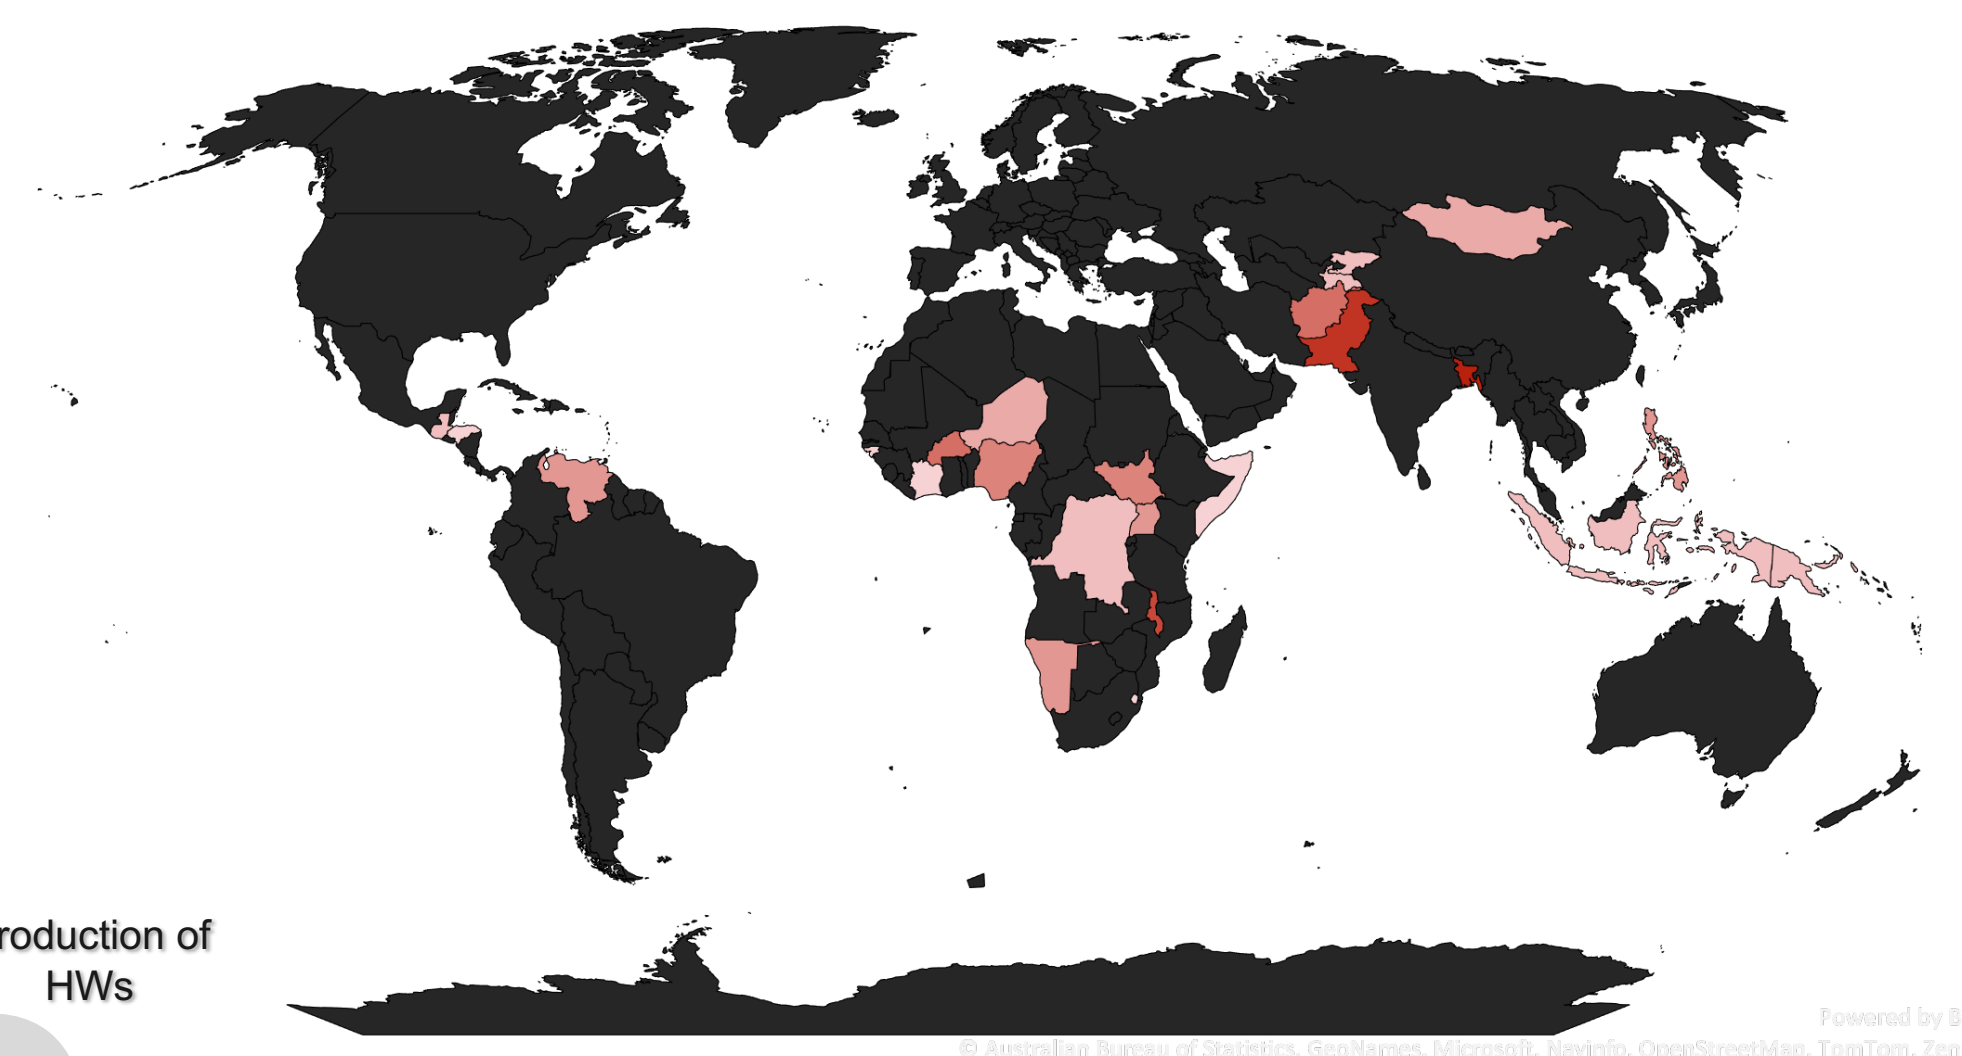 roduction of
HWs
Powered by B
© Australian Bureau of Statistics, GeoNames, Microsoft, Navinfo, OpenStreetMap, TomTom, Zen